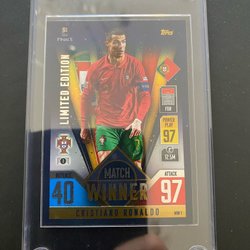 topps
LIMITED EDITION
POWER
PLAY
97
DEFENCE
40
MATCH
WINNER
ATTACK
97
CRISTIANO RONALDO